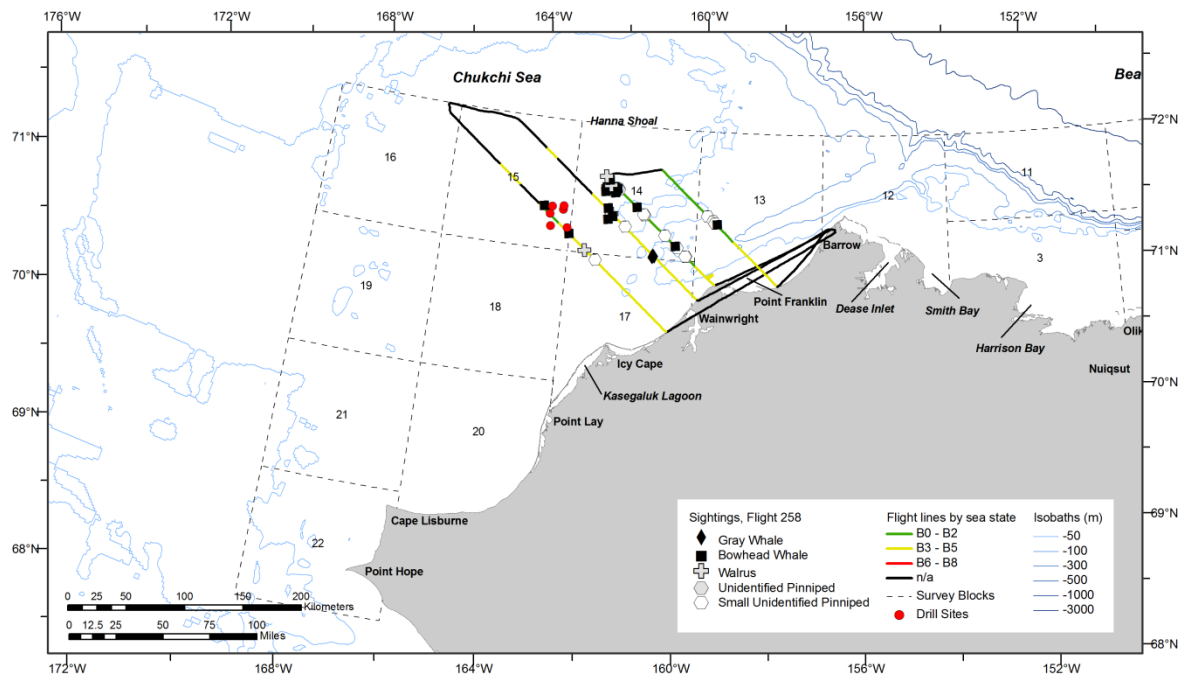 176°W 172°W 168°W 164°W 160°W 156°W 152°W
Chukchi Sea
Bea
72°N
71°N
Hanna Shoal
16
15
14
13
12
11
71°N
Barrow
3
70°N
19
18
17
Point Franklin
Dease Inlet
Smith Bay
Wainwright
Harrison Bay
Olik
Icy Cape
Nuiqsut
70°N
Kasegaluk Lagoon
69°N
21
20
Point Lay
Cape Lisburne
69°N
68°N
22
Point Hope
0 25 50 100 150 200
Kilometers
0 12.5 25 50 75 100
Miles
Sightings, Flight 258
Gray Whale
Bowhead Whale
Walrus
Unidentified Pinniped
Small Unidentified Pinniped
Flight lines by sea state
B0 - B2
B3 - B5
B6 - B8
n/a
Survey Blocks
Drill Sites
Isobaths (m)
-50
-100
-300
-500
-1000
-3000
68°N
172°W 168°W 164°W 160°W 156°W 152°W